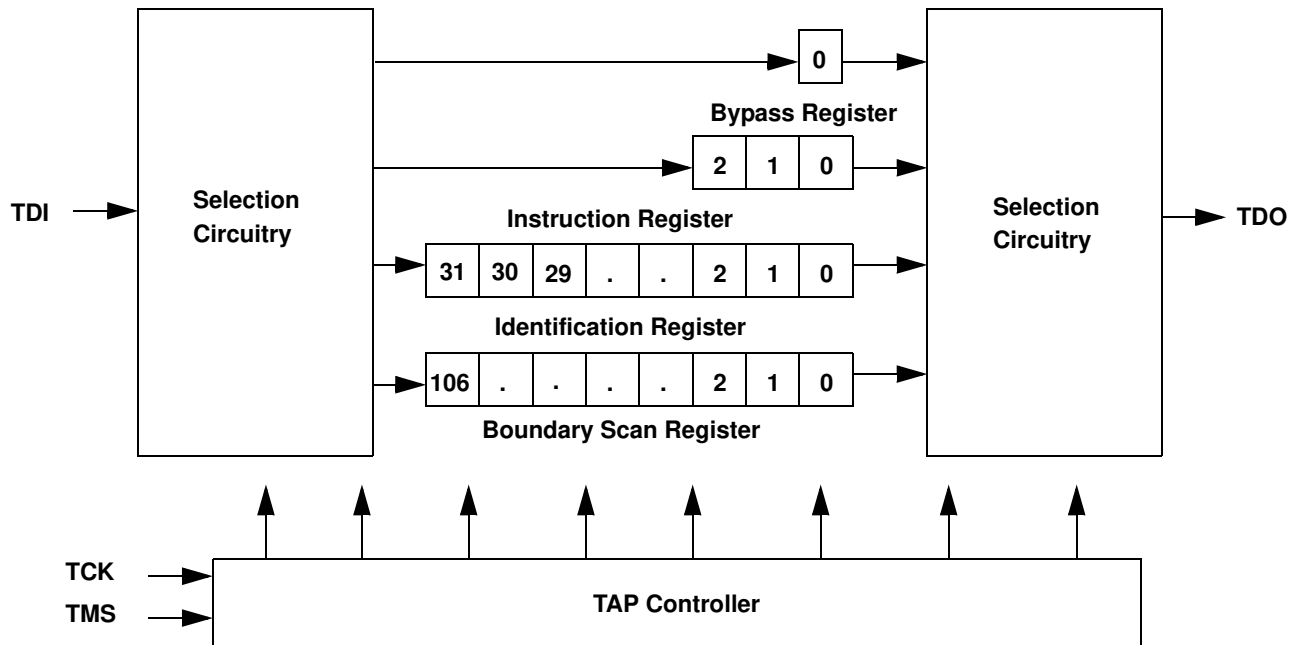 0
Bypass Register
2 1 0
TDI
Selection
Circuitry
Instruction Register
Selection
Circuitry
TDO
31 30 29 . . 2 1 0
Identification Register
106 . . . . 2 1 0
Boundary Scan Register
TCK
TMS
TAP Controller